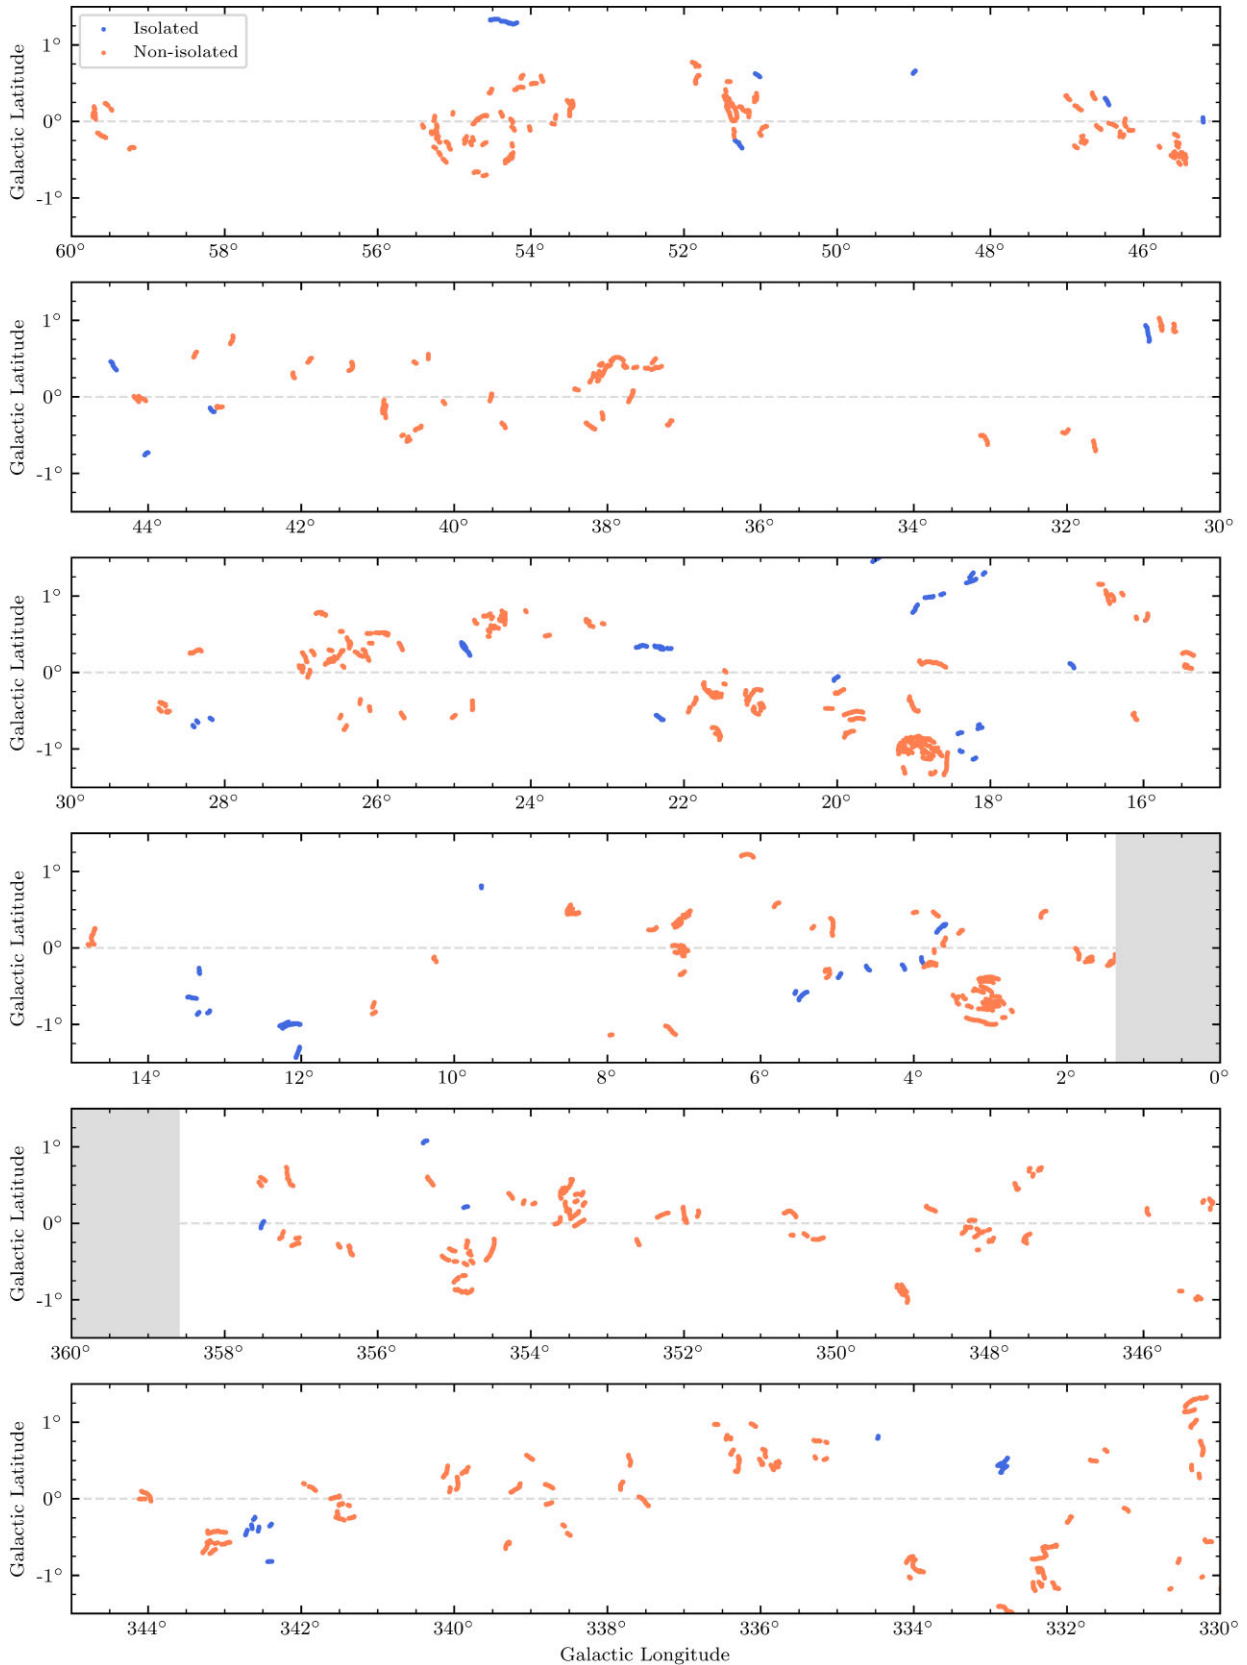 Isolated
Non-isolated
Galactic Latitude
1°
0°
-1°
60° 58° 56° 54° 52° 50° 48° 46°
Galactic Latitude
1°
0°
-1°
44° 42° 40° 38° 36° 34° 32° 30°
Galactic Latitude
1°
0°
-1°
30° 28° 26° 24° 22° 20° 18° 16°
Galactic Latitude
1°
0°
-1°
14° 12° 10° 8° 6° 4° 2° 0°
Galactic Latitude
1°
0°
-1°
360° 358° 356° 354° 352° 350° 348° 346°
Galactic Latitude
1°
0°
-1°
344° 342° 340° 338° 336° 334° 332° 330°
Galactic Longitude